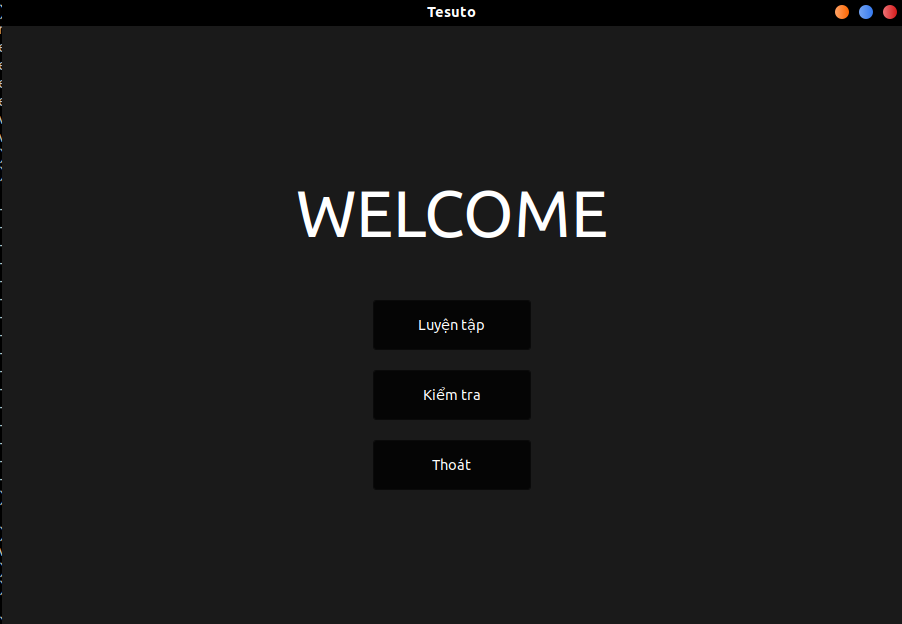 Tesuto
WELCOME
Luyện tập
Kiểm tra
Thoát